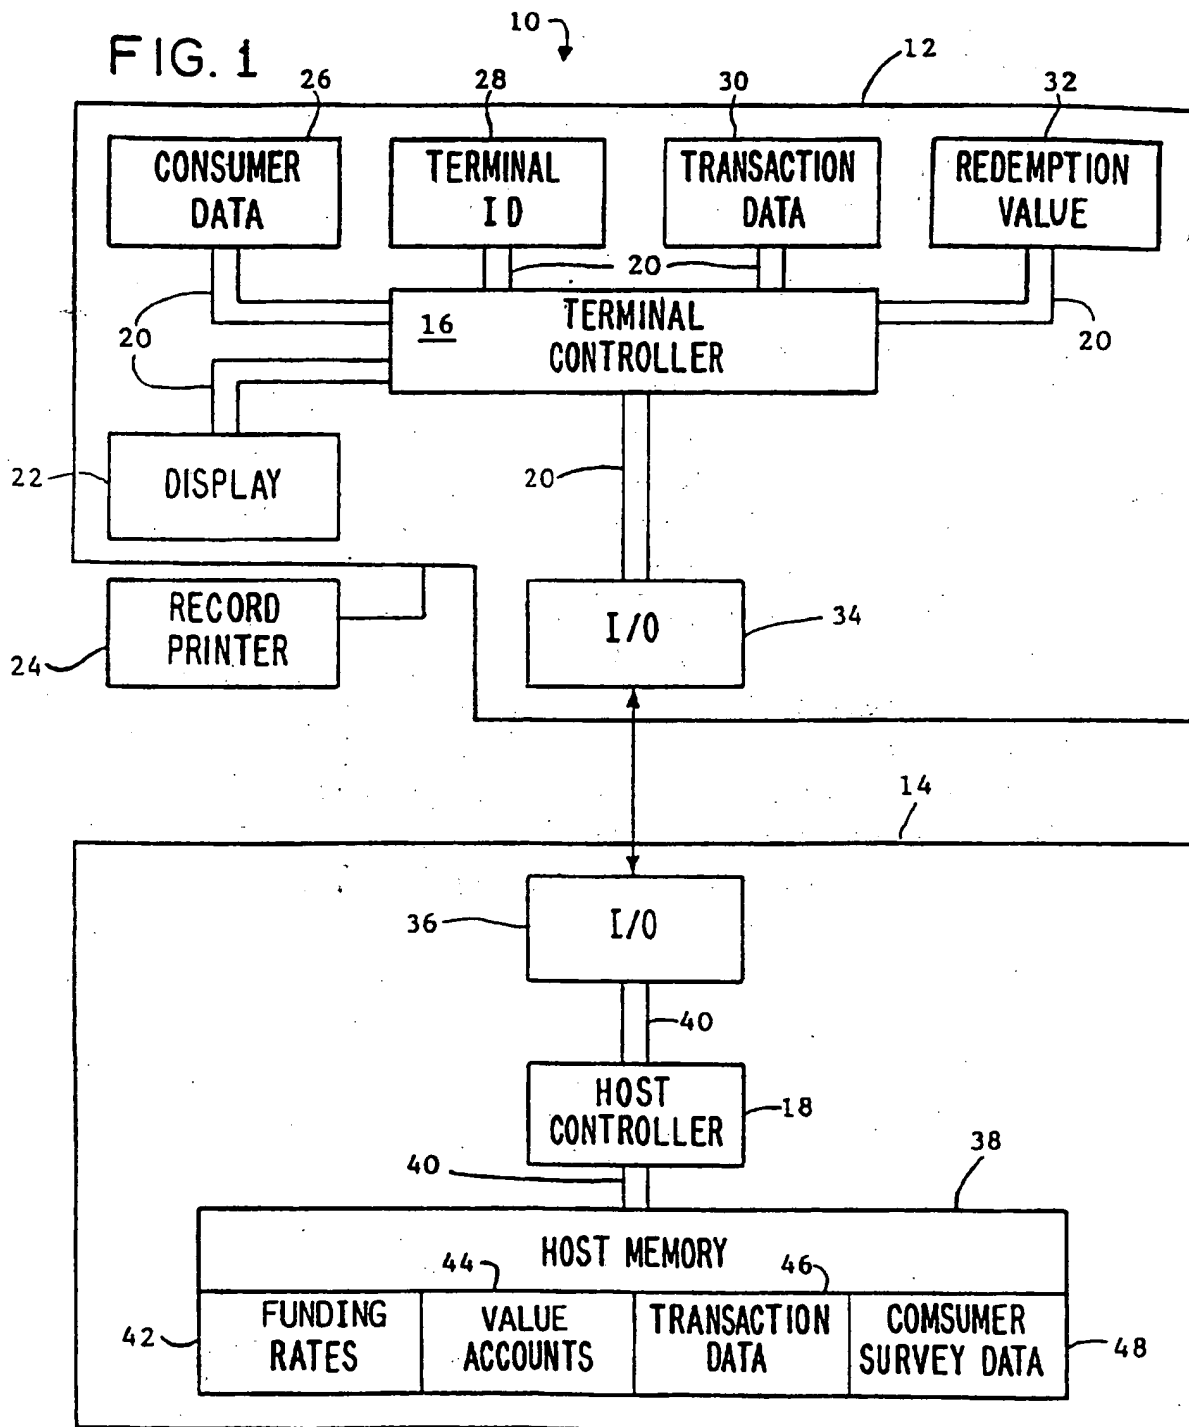 FIG. 1
10
12
26
28
30
32
CONSUMER
DATA
TERMINAL
ID
TRANSACTION
DATA
REDEMPTION
VALUE
20
20
20
16
TERMINAL
CONTROLLER
22
DISPLAY
20
24
RECORD
PRINTER
I/O
34
14
36
I/O
40
HOST
CONTROLLER
18
40
38
HOST MEMORY
44
46
42
FUNDING
RATES
VALUE
ACCOUNTS
TRANSACTION
DATA
COMSUMER
SURVEY DATA
48